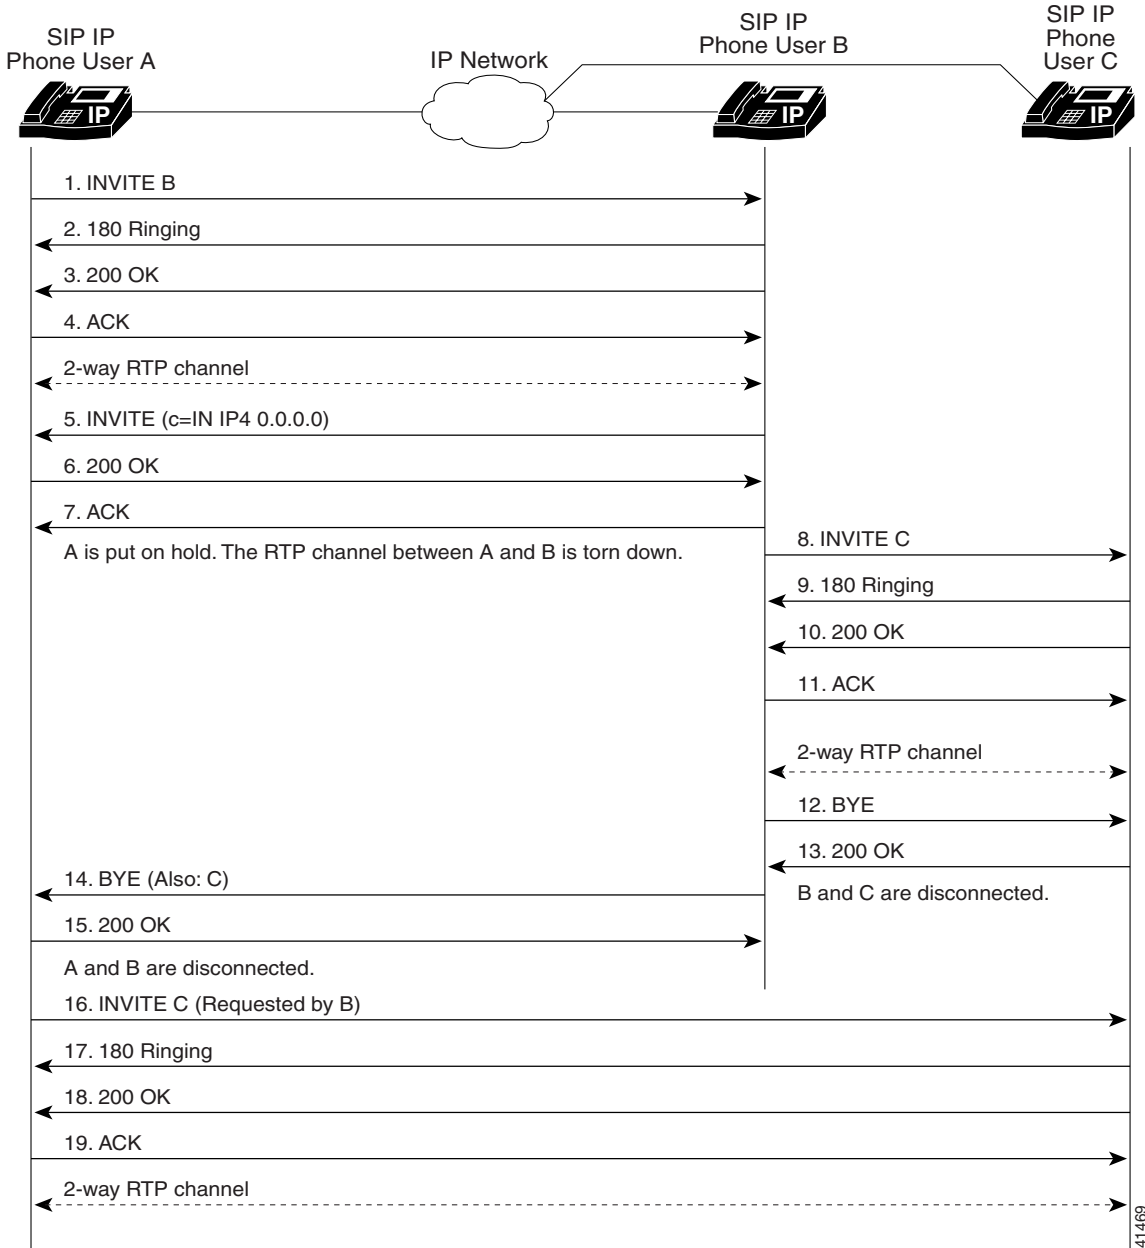 SIP IP
Phone User A
IP Network
SIP IP
Phone User B
SIP IP
Phone
User C
IP
IP
IP
1. INVITE B
2. 180 Ringing
3. 200 OK
4. ACK
2-way RTP channel
5. INVITE (c=IN IP4 0.0.0.0)
6. 200 OK
7. ACK
A is put on hold. The RTP channel between A and B is torn down.
8. INVITE C
9. 180 Ringing
10. 200 OK
11. ACK
2-way RTP channel
12. BYE
13. 200 OK
B and C are disconnected.
14. BYE (Also: C)
15. 200 OK
A and B are disconnected.
16. INVITE C (Requested by B)
17. 180 Ringing
18. 200 OK
19. ACK
2-way RTP channel
41469